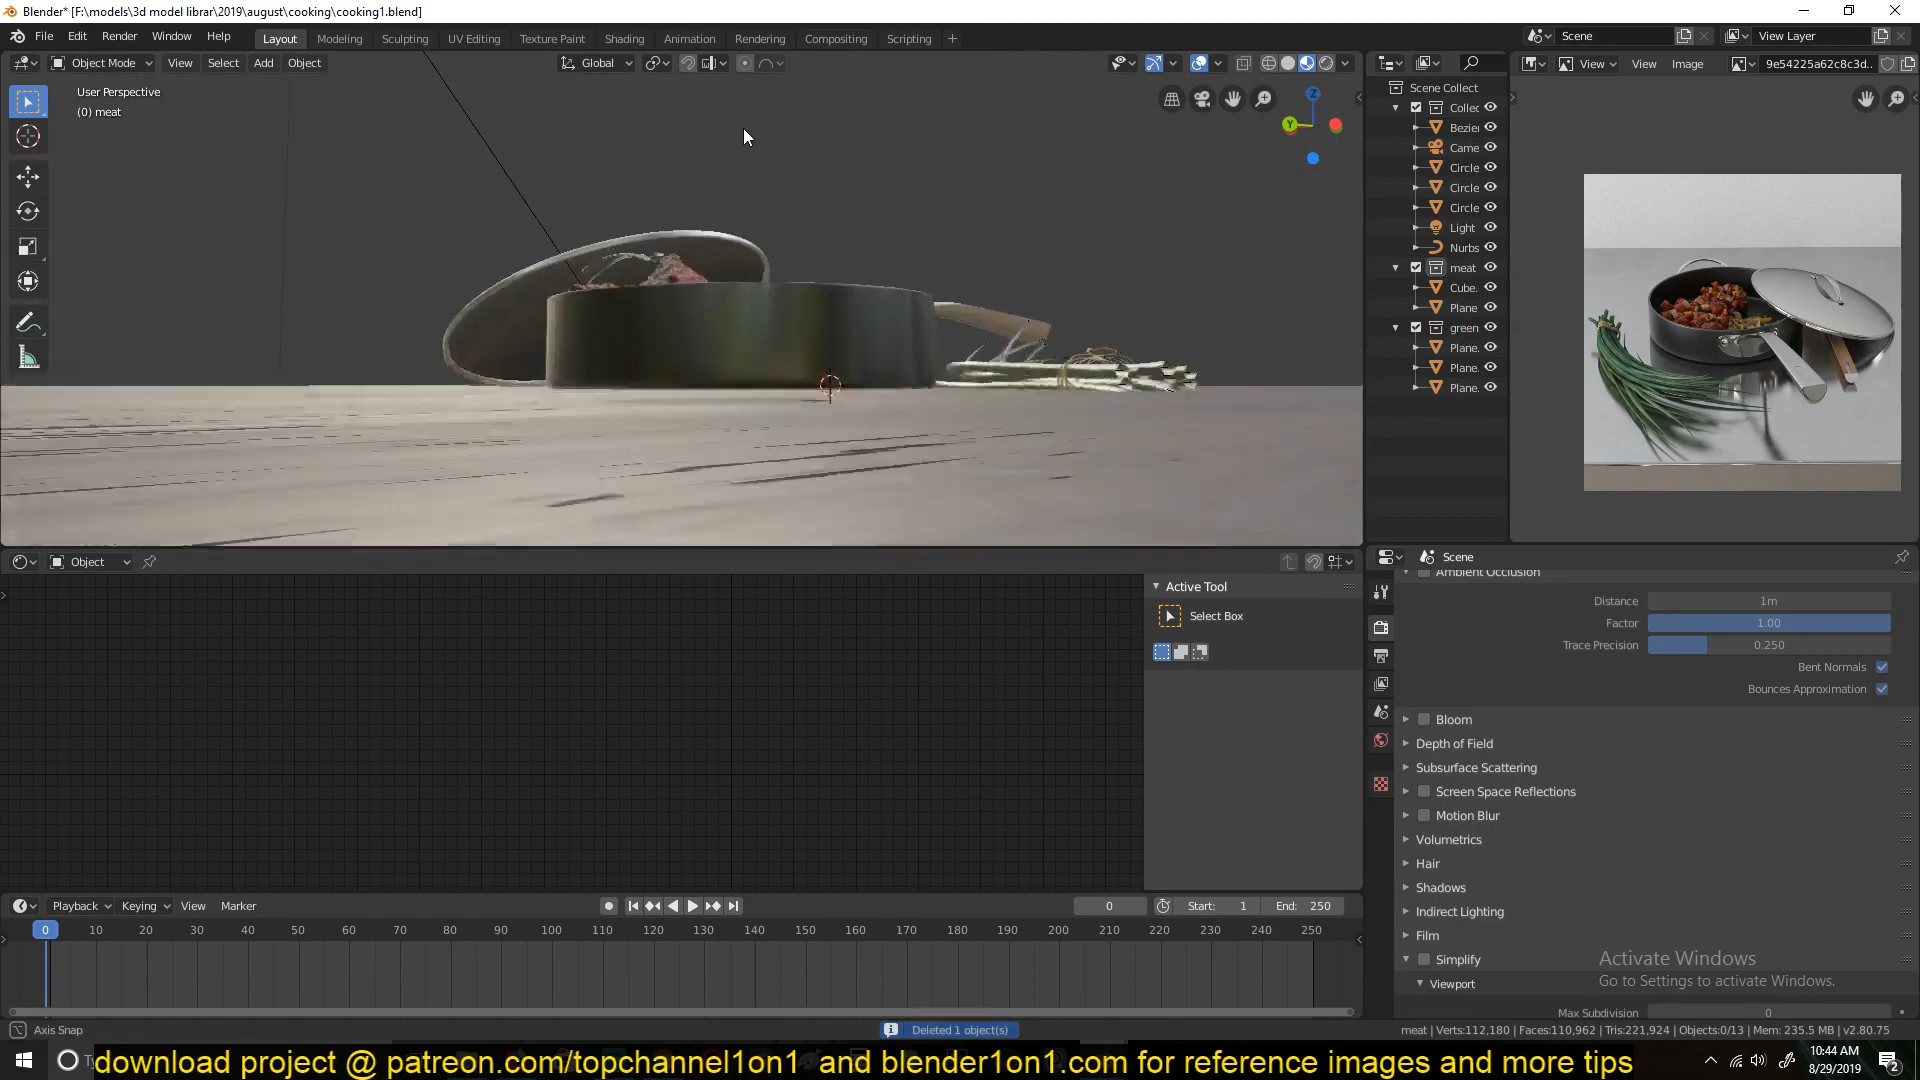 Blender* [F:\models\3d model librar\2019\august\cooking\cooking1.blend]
File Edit Render Window Help Layout Modeling Sculpting UV Editing Texture Paint Shading Animation Rendering Compositing Scripting + Scene View Layer
Object Mode View Select Add Object Global View View Image 9e54225a62c8c3d..
User Perspective
(0) meat
Z
Y
Scene Collect
Collec
Bezier
Came
Circle
Circle
Circle
Light
Nurbs
meat
Cube.
Plane
green
Plane.
Plane.
Plane.
Object
Active Tool
Select Box
Scene
Ambient Occlusion
Distance 1m
Factor 1.00
Trace Precision 0.250
Bent Normals
Bounces Approximation
Bloom
Depth of Field
Subsurface Scattering
Screen Space Reflections
Motion Blur
Volumetrics
Hair
Shadows
Indirect Lighting
Film
Simplify
Viewport
Max Subdivision 0
Activate Windows
Go to Settings to activate Windows.
Playback Keying View Marker 0 Start: 1 End: 250
0 10 20 30 40 50 60 70 80 90 100 110 120 130 140 150 160 170 180 190 200 210 220 230 240 250
Axis Snap Deleted 1 object(s) meat | Verts:112,180 | Faces:110,962 | Tris:221,924 | Objects:0/13 | Mem: 235.5 MB | v2.80.75
download project @ patreon.com/topchannel1on1 and blender1on1.com for reference images and more tips
10:44 AM
8/29/2019
2